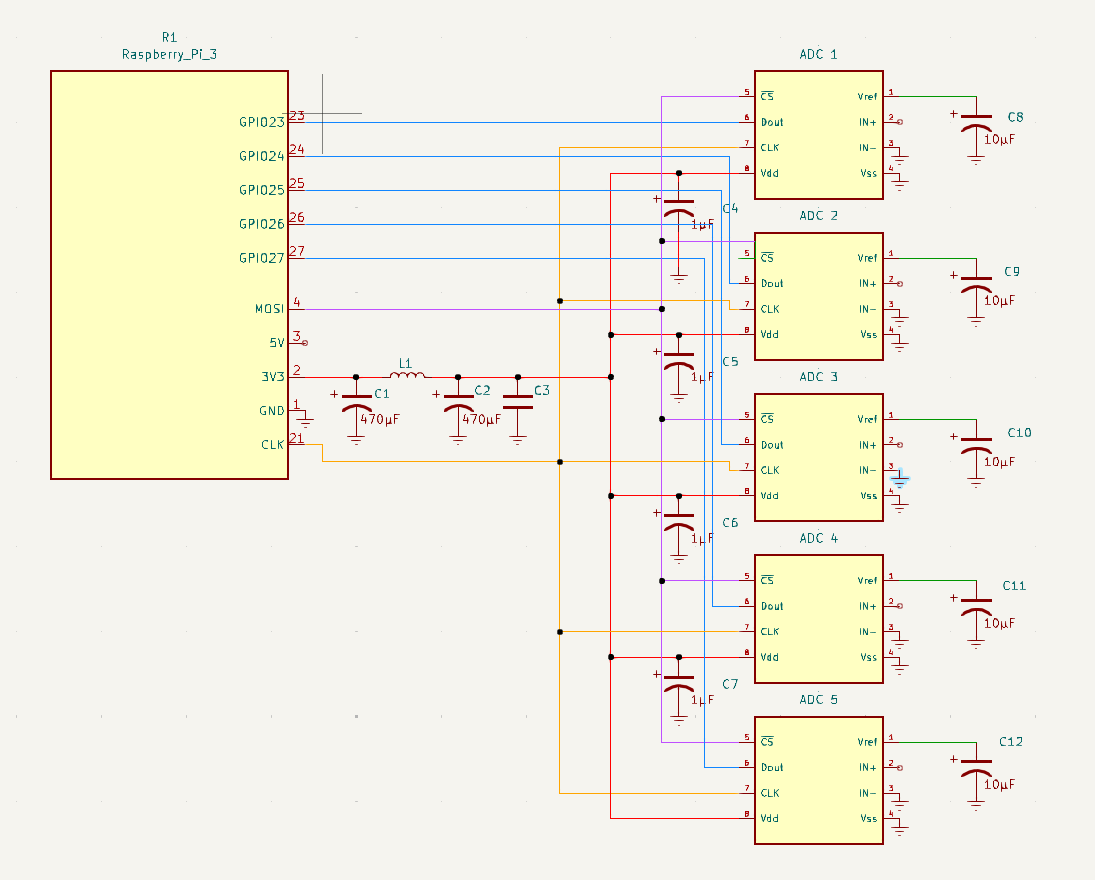 R1
Raspberry_Pi_3
GPIO23 23
GPIO24 24
GPIO25 25
GPIO26 26
GPIO27 27
MOSI 4
5V 3
3V3 2
GND 1
CLK 21
L1
+ C1
470µF
+ C2
470µF
C3
+ C4
1µF
+ C5
1µF
+ C6
1µF
+ C7
1µF
ADC 1
5 CS Vref 1
6 Dout IN+ 2
7 CLK IN− 3
8 Vdd Vss 4
+ C8
10µF
ADC 2
5 CS Vref 1
6 Dout IN+ 2
7 CLK IN− 3
8 Vdd Vss 4
+ C9
10µF
ADC 3
5 CS Vref 1
6 Dout IN+ 2
7 CLK IN− 3
8 Vdd Vss 4
+ C10
10µF
ADC 4
5 CS Vref 1
6 Dout IN+ 2
7 CLK IN− 3
8 Vdd Vss 4
+ C11
10µF
ADC 5
5 CS Vref 1
6 Dout IN+ 2
7 CLK IN− 3
8 Vdd Vss 4
+ C12
10µF